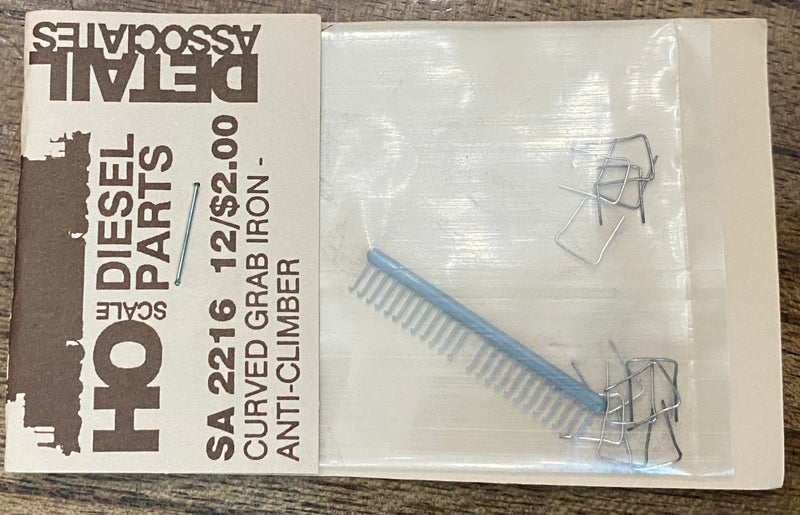 DETAIL
ASSOCIATES
HO SCALE DIESEL
PARTS
SA 2216 12/$2.00
CURVED GRAB IRON -
ANTI-CLIMBER